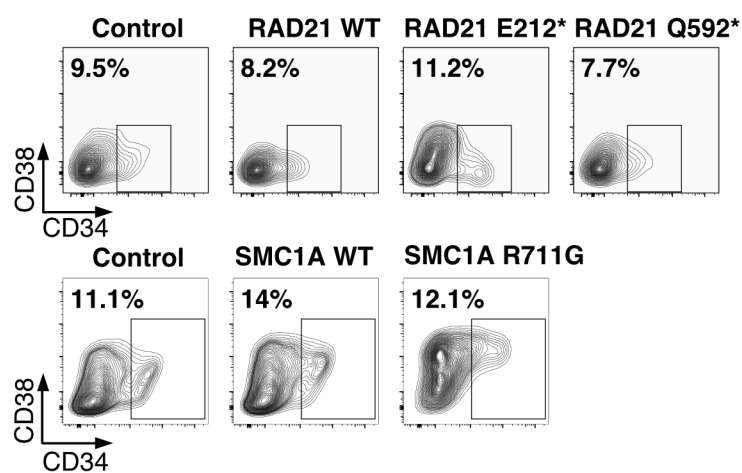 Control RAD21 WT RAD21 E212* RAD21 Q592*
9.5% 8.2% 11.2% 7.7%
CD38
CD34
Control SMC1A WT SMC1A R711G
11.1% 14% 12.1%
CD38
CD34